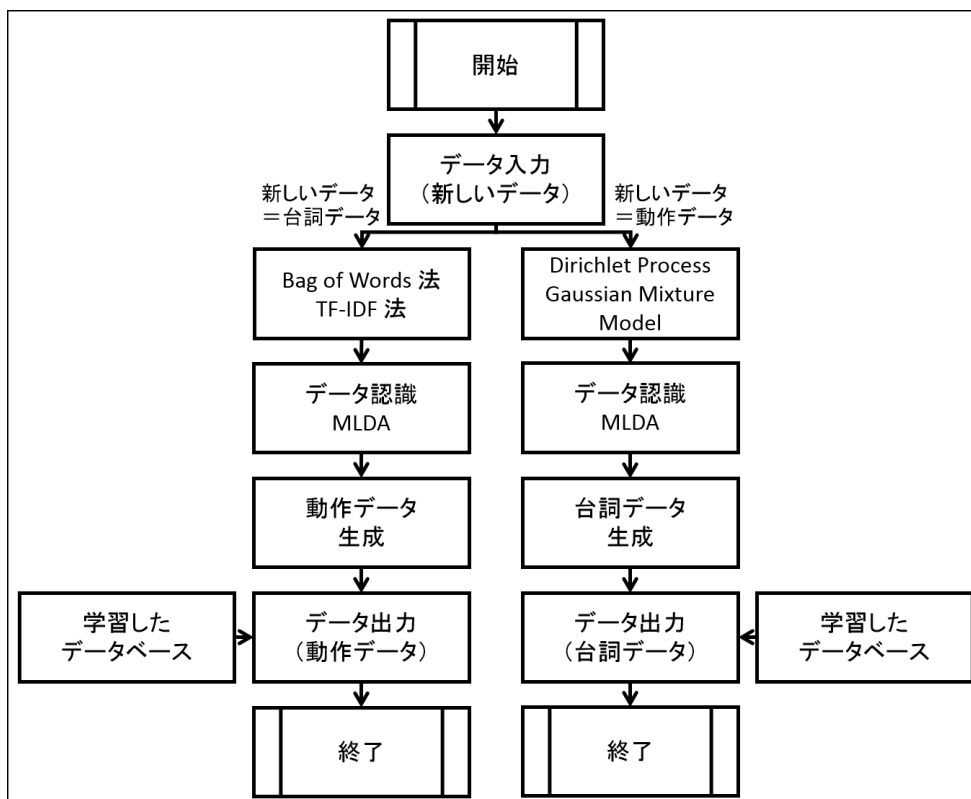 開始
データ入力
（新しいデータ）
新しいデータ
＝台詞データ
新しいデータ
＝動作データ
Bag of Words 法
TF-IDF 法
Dirichlet Process
Gaussian Mixture
Model
データ認識
MLDA
データ認識
MLDA
動作データ
生成
台詞データ
生成
学習した
データベース
データ出力
（動作データ）
データ出力
（台詞データ）
学習した
データベース
終了
終了